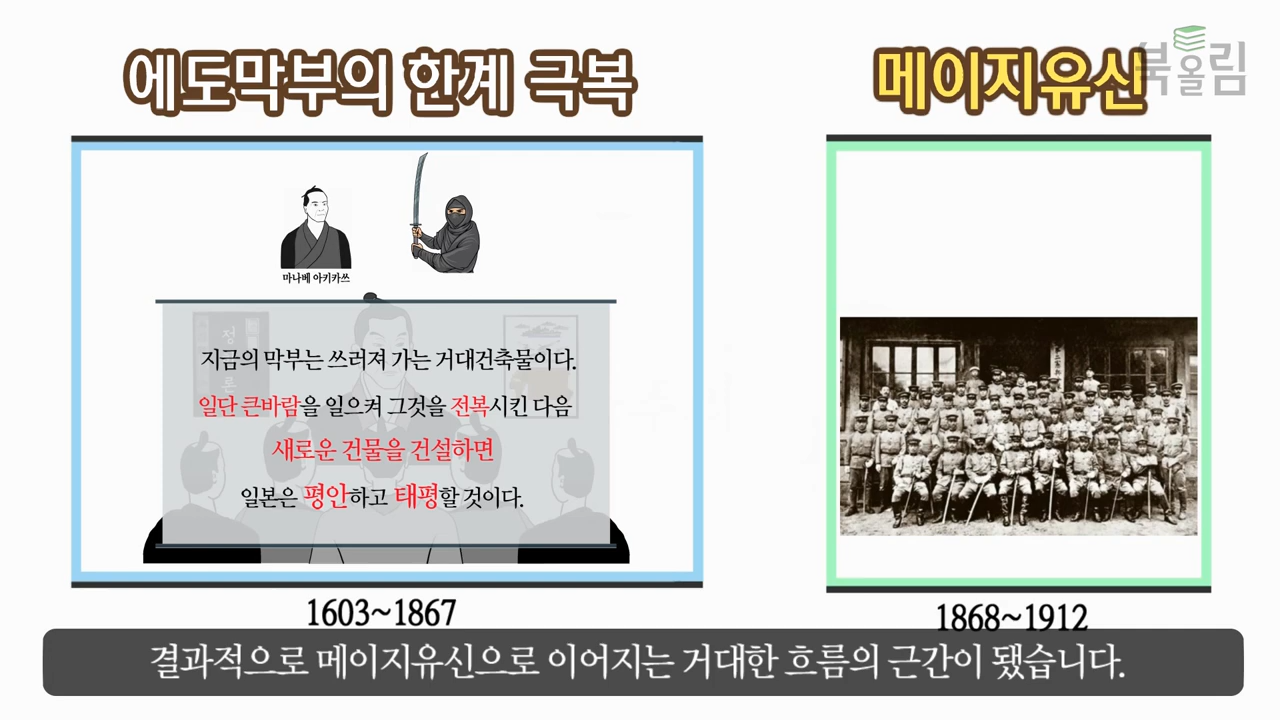 에도막부의 한계 극복
메이지유신
북올림
마나베 아키카쓰
정
론
지금의 막부는 쓰러져 가는 거대건축물이다.
일단 큰바람을 일으켜 그것을 전복시킨 다음
새로운 건물을 건설하면
일본은 평안하고 태평할 것이다.
1603~1867
1868~1912
결과적으로 메이지유신으로 이어지는 거대한 흐름의 근간이 됐습니다.